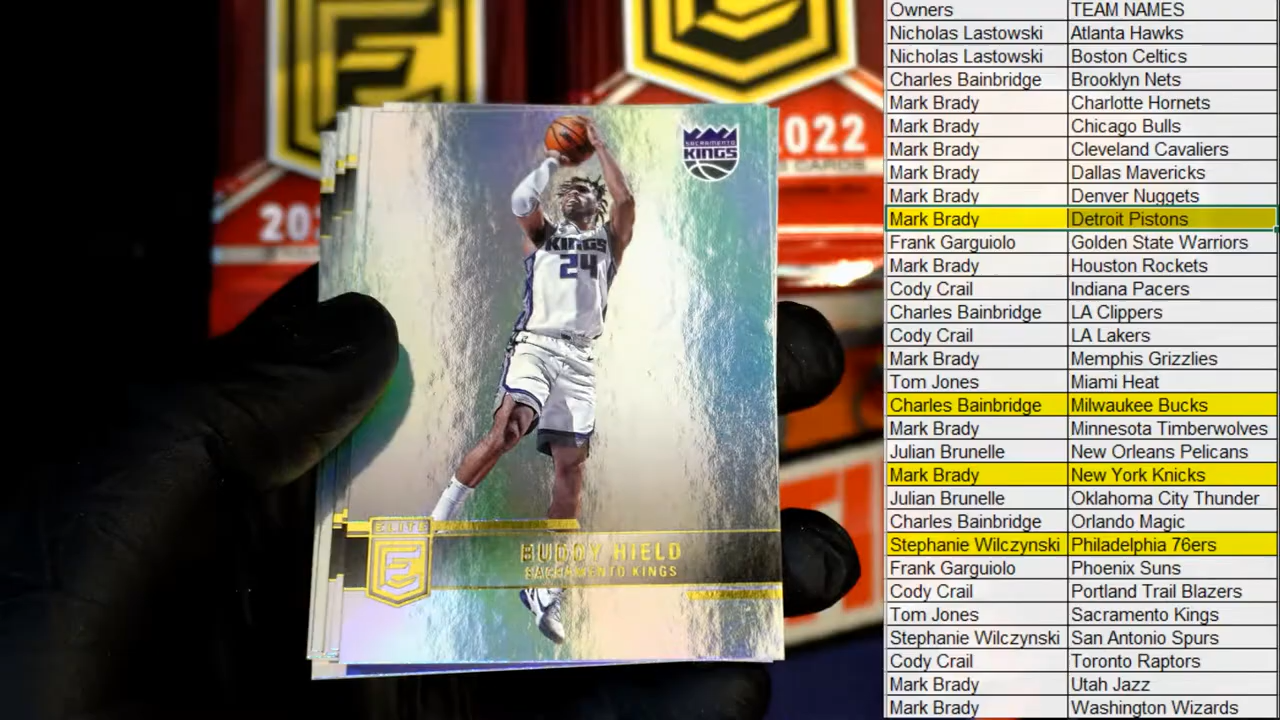 2022
202
CARDS
SACRAMENTO
KINGS
KINGS
24
ELITE
E
BUDDY HIELD
SACRAMENTO KINGS
Owners TEAM NAMES
Nicholas Lastowski Atlanta Hawks
Nicholas Lastowski Boston Celtics
Charles Bainbridge Brooklyn Nets
Mark Brady Charlotte Hornets
Mark Brady Chicago Bulls
Mark Brady Cleveland Cavaliers
Mark Brady Dallas Mavericks
Mark Brady Denver Nuggets
Mark Brady Detroit Pistons
Frank Garguiolo Golden State Warriors
Mark Brady Houston Rockets
Cody Crail Indiana Pacers
Charles Bainbridge LA Clippers
Cody Crail LA Lakers
Mark Brady Memphis Grizzlies
Tom Jones Miami Heat
Charles Bainbridge Milwaukee Bucks
Mark Brady Minnesota Timberwolves
Julian Brunelle New Orleans Pelicans
Mark Brady New York Knicks
Julian Brunelle Oklahoma City Thunder
Charles Bainbridge Orlando Magic
Stephanie Wilczynski Philadelphia 76ers
Frank Garguiolo Phoenix Suns
Cody Crail Portland Trail Blazers
Tom Jones Sacramento Kings
Stephanie Wilczynski San Antonio Spurs
Cody Crail Toronto Raptors
Mark Brady Utah Jazz
Mark Brady Washington Wizards